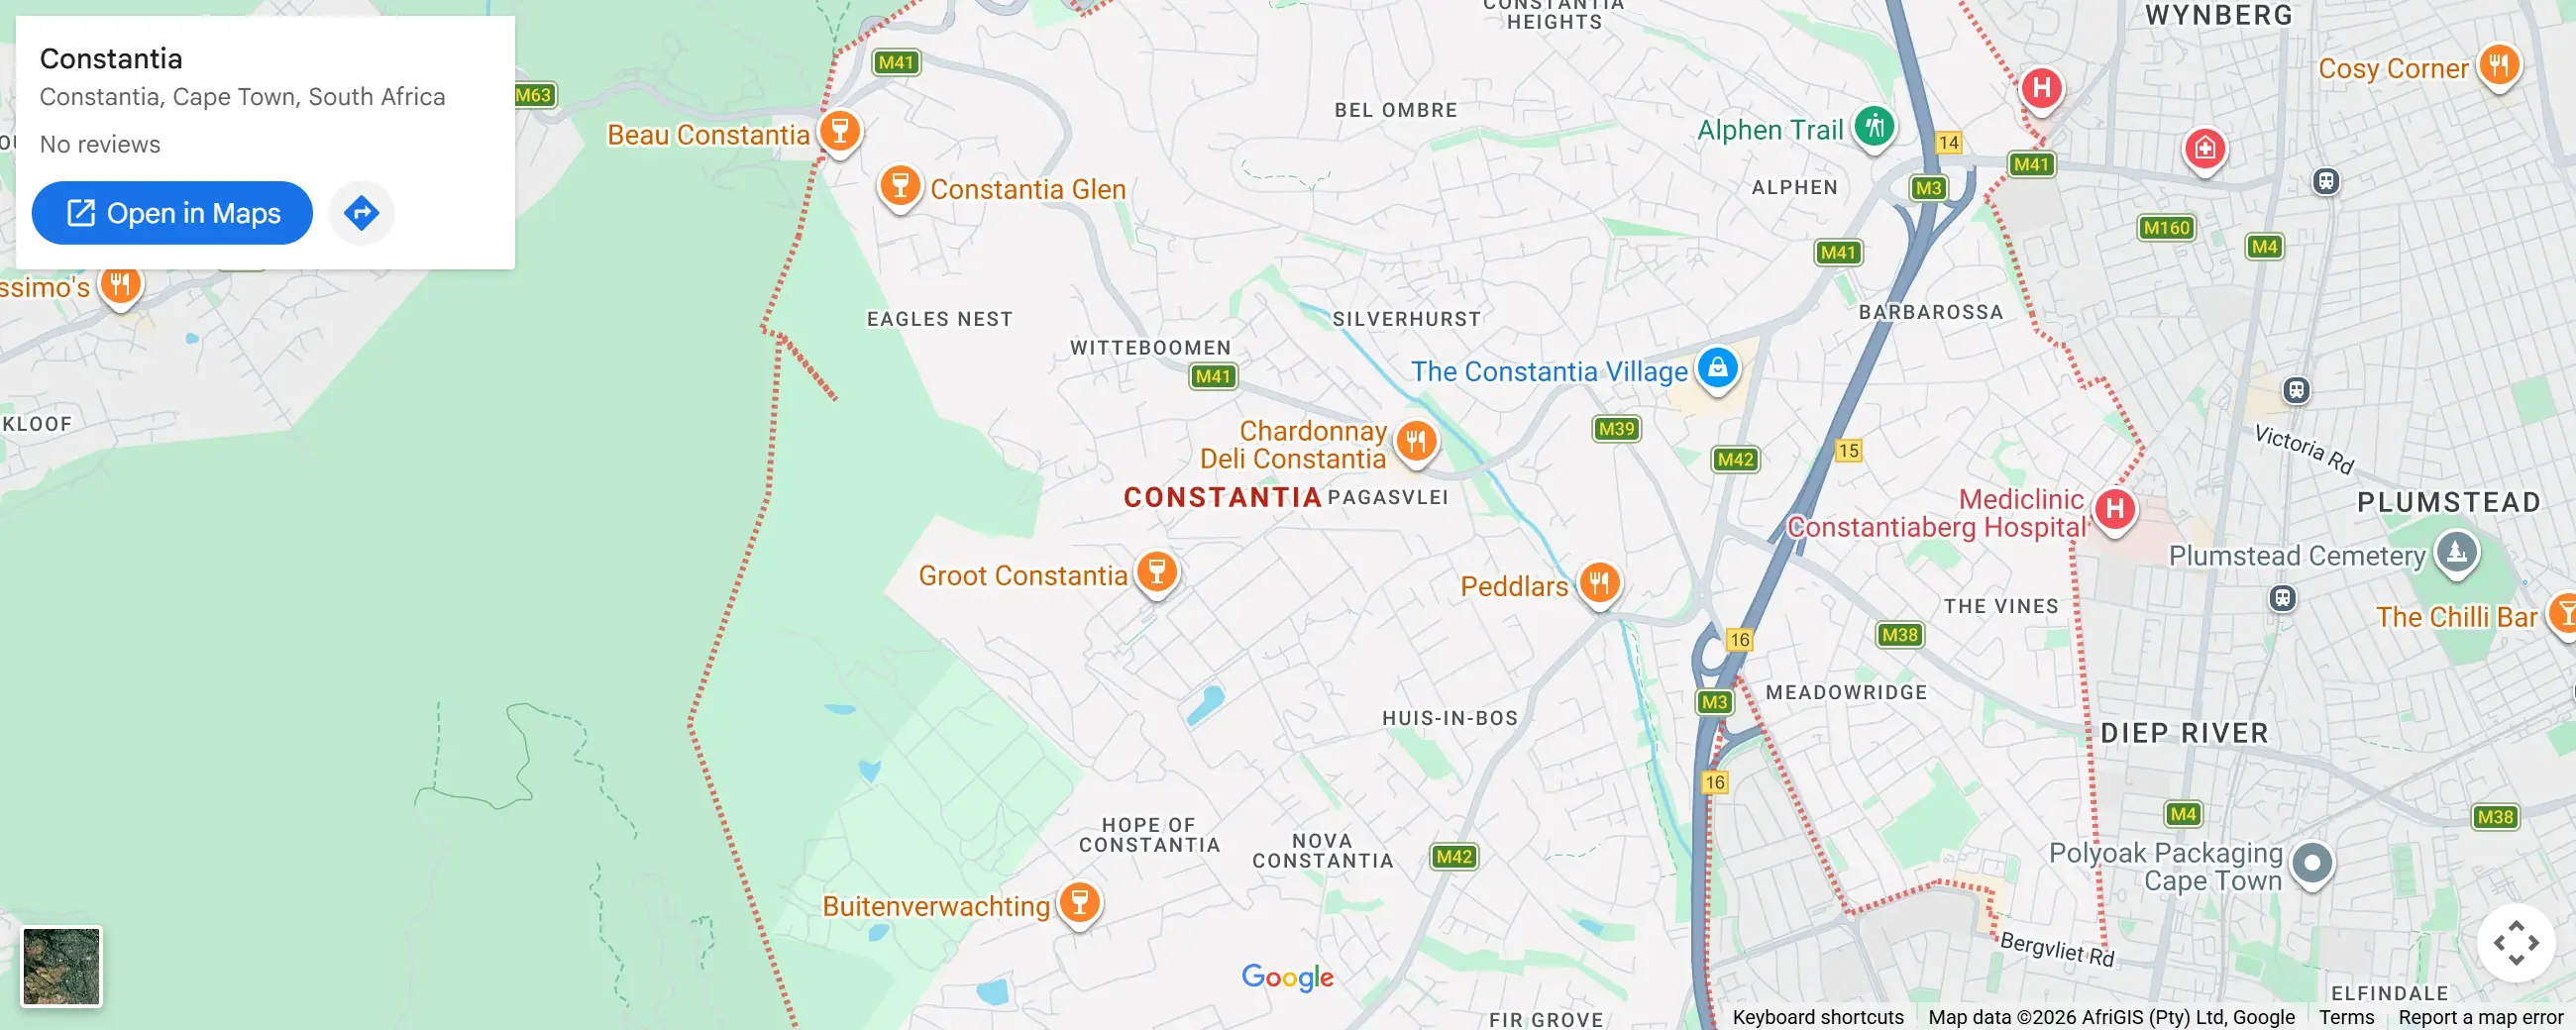 Constantia
Constantia, Cape Town, South Africa
No reviews
Open in Maps
CONSTANTIA
HEIGHTS
WYNBERG
M41
M63
Cosy Corner
H
BEL OMBRE
Beau Constantia
Alphen Trail
14
M41
M3
Constantia Glen
ALPHEN
M160
M4
M41
ssimo's
EAGLES NEST
SILVERHURST
BARBAROSSA
WITTEBOOMEN
M41
The Constantia Village
KLOOF
Chardonnay
Deli Constantia
M39
M42
15
Victoria Rd
CONSTANTIA
PAGASVLEI
Mediclinic
Constantiaberg Hospital
H
PLUMSTEAD
Plumstead Cemetery
Groot Constantia
Peddlars
THE VINES
The Chilli Bar
16
M38
M3
MEADOWRIDGE
HUIS-IN-BOS
DIEP RIVER
16
M4
M38
HOPE OF
CONSTANTIA
NOVA
CONSTANTIA
M42
Polyoak Packaging
Cape Town
Buitenverwachting
Bergvliet Rd
Google
ELFINDALE
FIR GROVE
Keyboard shortcuts
Map data ©2026 AfriGIS (Pty) Ltd, Google
Terms
Report a map error